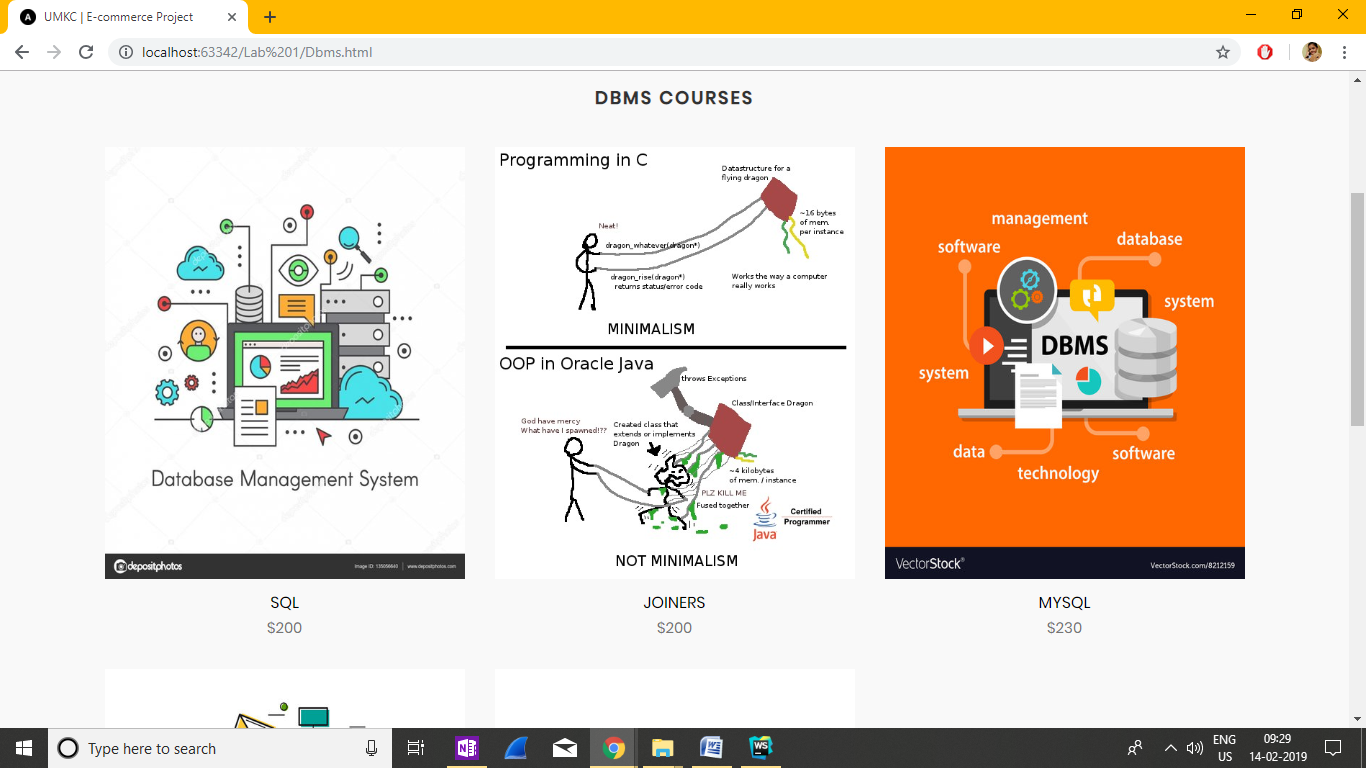 UMKC | E-commerce Project
localhost:63342/Lab%201/Dbms.html
DBMS COURSES
Database Management System
depositphotos
Image ID: 135056640 | www.depositphotos.com
SQL
$200
Programming in C
Datastructure for a
flying dragon
~16 bytes
of mem.
per instance
Neat!
dragon_whatever(dragon*)
dragon_rise(dragon*)
returns status/error code
Works the way a computer
really works
MINIMALISM
OOP in Oracle Java
throws Exceptions
Class/Interface Dragon
God have mercy
What have I spawned!??
Created class that
extends or implements
Dragon
~4 kilobytes
of mem. / instance
PLZ KILL ME
Fused together
Java
Certified
Programmer
NOT MINIMALISM
JOINERS
$200
management
software
database
system
DBMS
system
data
software
technology
VectorStock®
VectorStock.com/8212159
MYSQL
$230
Type here to search
WS
ENG
US
09:29
14-02-2019